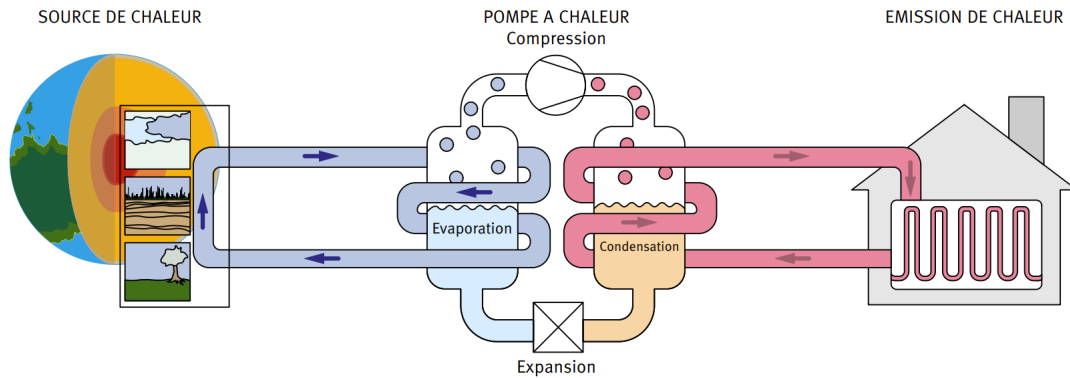 SOURCE DE CHALEUR
POMPE A CHALEUR
EMISSION DE CHALEUR
Compression
Evaporation
Condensation
Expansion